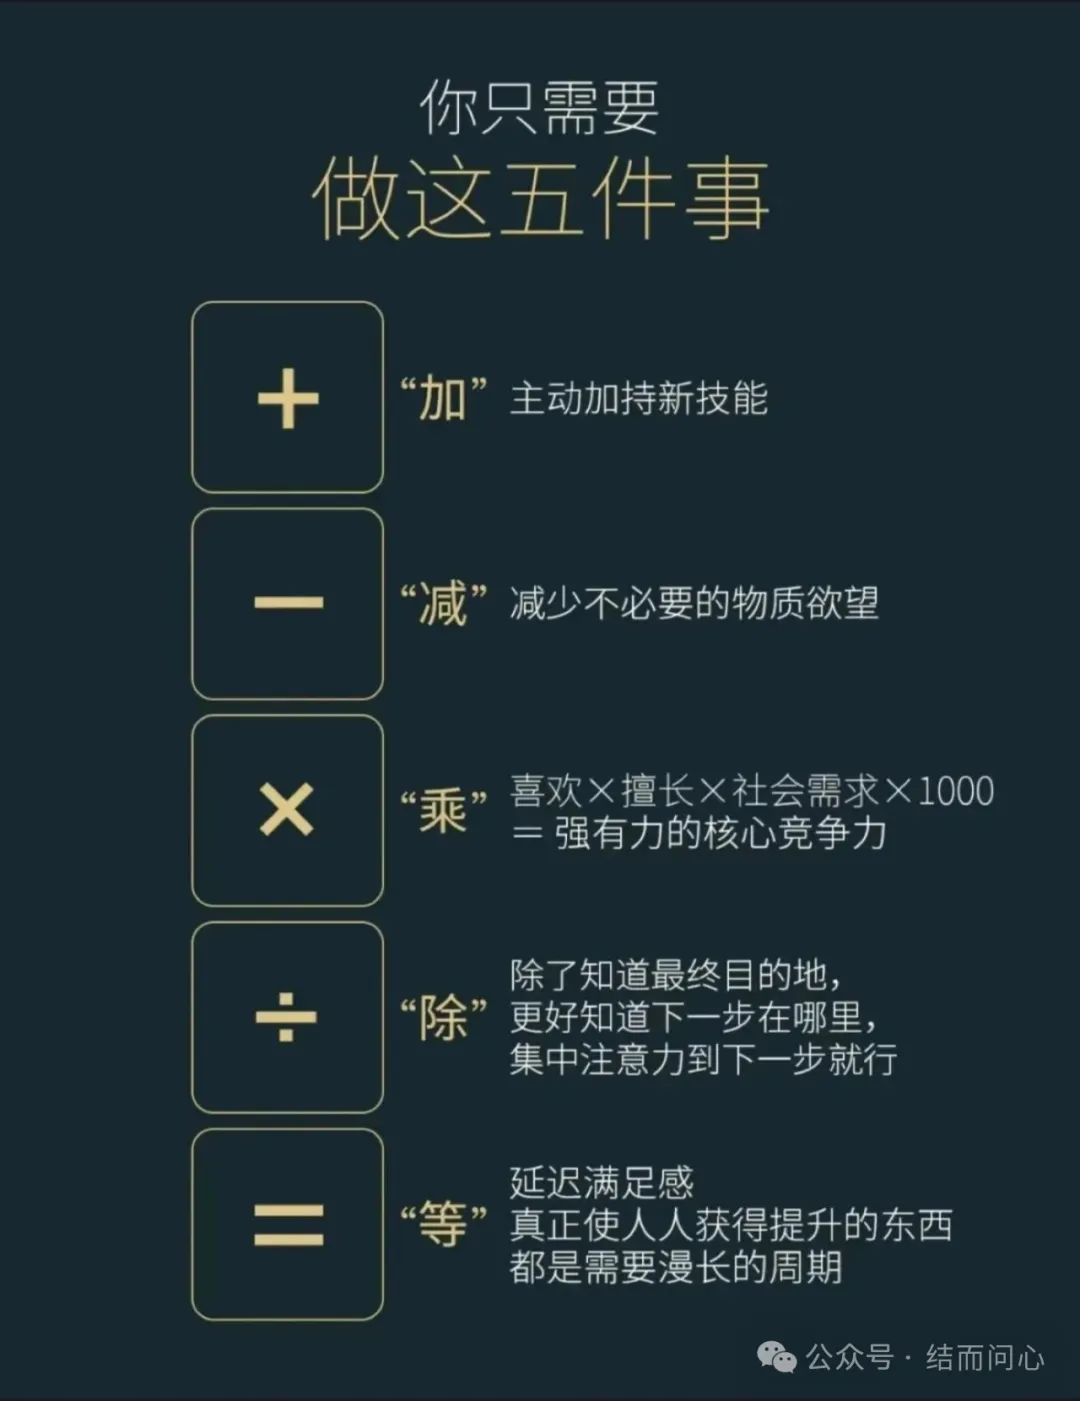 你只需要
做这五件事
+ “加” 主动加持新技能
− “减” 减少不必要的物质欲望
× “乘” 喜欢×擅长×社会需求×1000
= 强有力的核心竞争力
÷ “除” 除了知道最终目的地，
更好知道下一步在哪里，
集中注意力到下一步就行
= “等” 延迟满足感
真正使人人获得提升的东西
都是需要漫长的周期
公众号 · 结而问心